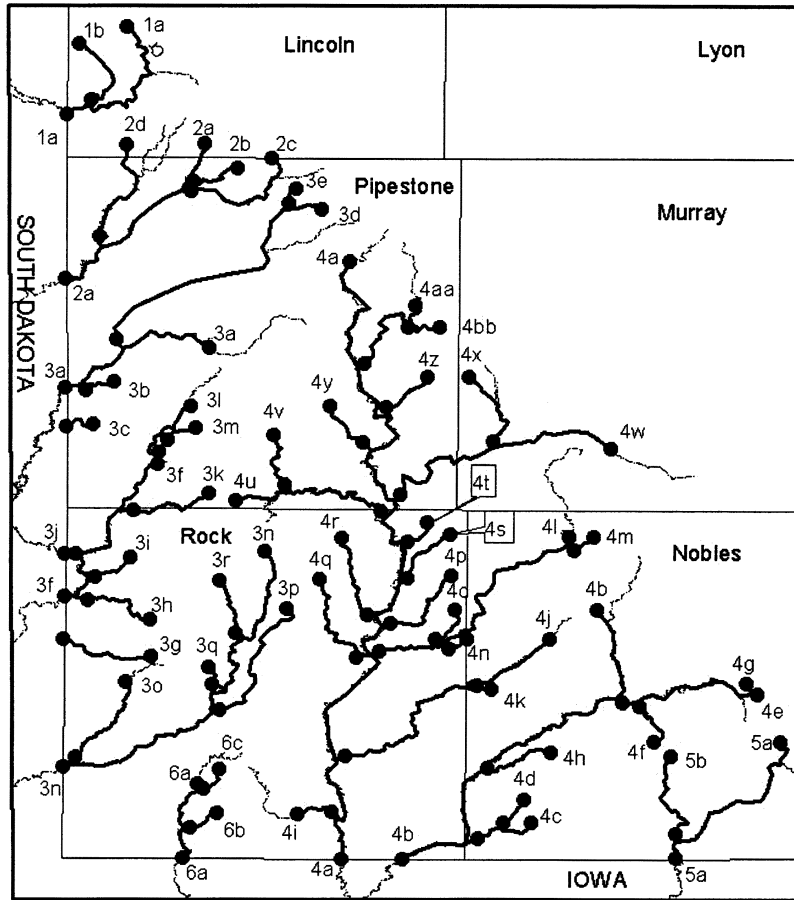 1b 1a
Lincoln
Lyon
1a
2d 2a 2b 2c
3e Pipestone
3d
Murray
SOUTH DAKOTA
4a
2a
4aa
4bb
3a
3a
3b
4z 4x
3c
3l 4y
3m 4v
4w
3f
3k 4u
4t
3j
Rock 3n 4r 4s
4l 4m
3i
3r 4q 4p
Nobles
3f
3h
3p
4o 4b
4j
3g
3q
4n
3o
4k
4g
4e
6c
4f 5a
3n
6a
4h
5b
4d
4i
4c
6b
6a
4a
4b
5a
IOWA